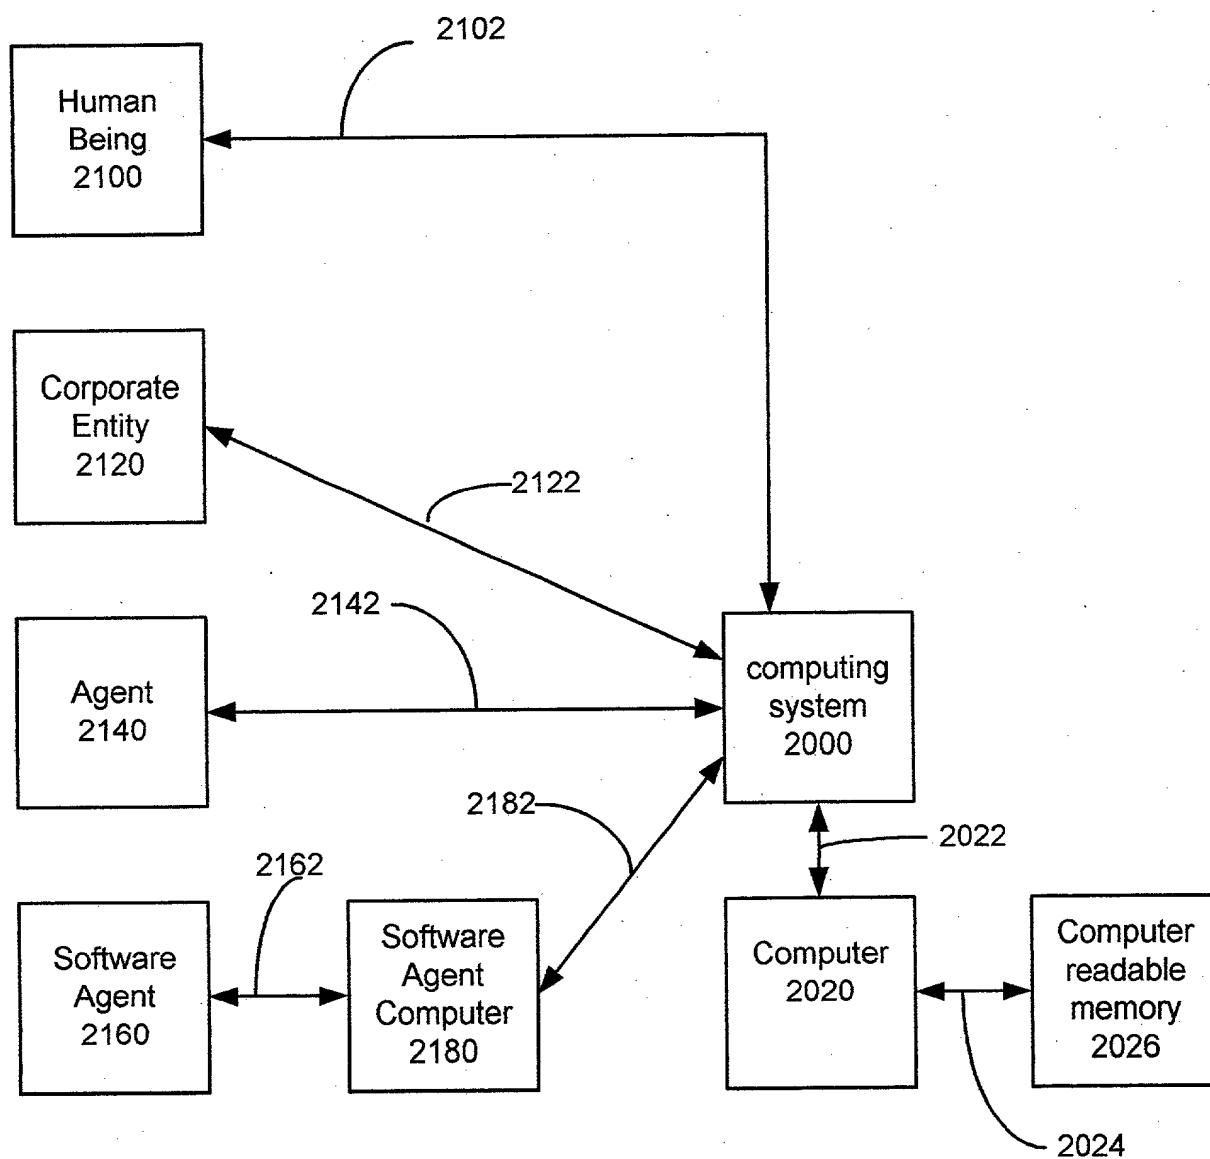 2102
Human
Being
2100
Corporate
Entity
2120
2122
2142
Agent
2140
computing
system
2000
2182
2022
2162
Software
Agent
2160
Software
Agent
Computer
2180
Computer
2020
Computer
readable
memory
2026
2024